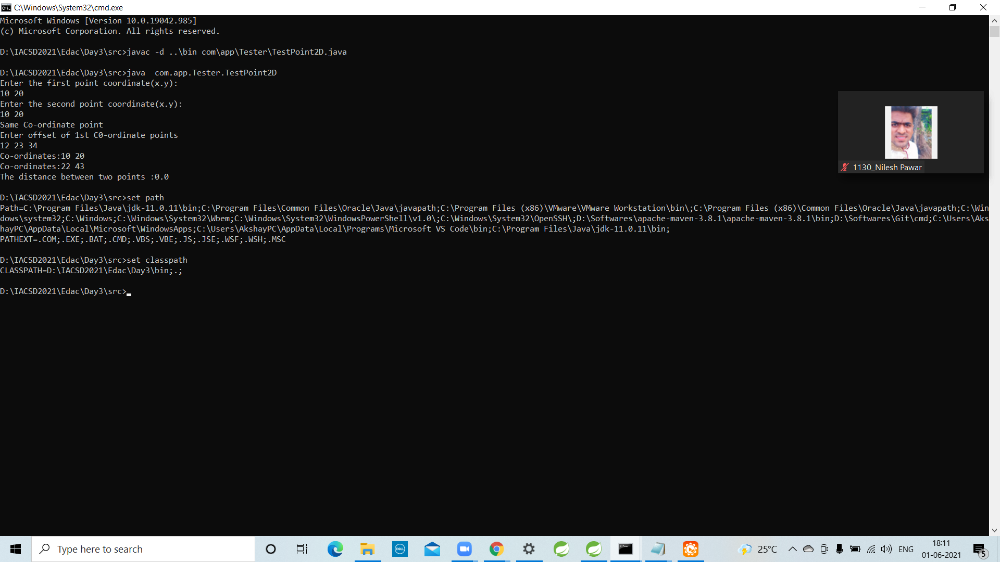 C:\Windows\System32\cmd.exe
Microsoft Windows [Version 10.0.19042.985]
(c) Microsoft Corporation. All rights reserved.
D:\IACSD2021\Edac\Day3\src>javac -d ..\bin com\app\Tester\TestPoint2D.java
D:\IACSD2021\Edac\Day3\src>java  com.app.Tester.TestPoint2D
Enter the first point coordinate(x.y):
10 20
Enter the second point coordinate(x.y):
10 20
Same Co-ordinate point
Enter offset of 1st C0-ordinate points
12 23 34
Co-ordinates:10 20
Co-ordinates:22 43
The distance between two points :0.0
D:\IACSD2021\Edac\Day3\src>set path
Path=C:\Program Files\Java\jdk-11.0.11\bin;C:\Program Files\Common Files\Oracle\Java\javapath;C:\Program Files (x86)\VMware\VMware Workstation\bin\;C:\Program Files (x86)\Common Files\Oracle\Java\javapath;C:\Win
dows\system32;C:\Windows;C:\Windows\System32\Wbem;C:\Windows\System32\WindowsPowerShell\v1.0\;C:\Windows\System32\OpenSSH\;D:\Softwares\apache-maven-3.8.1\apache-maven-3.8.1\bin;D:\Softwares\Git\cmd;C:\Users\Aks
hayPC\AppData\Local\Microsoft\WindowsApps;C:\Users\AkshayPC\AppData\Local\Programs\Microsoft VS Code\bin;C:\Program Files\Java\jdk-11.0.11\bin;
PATHEXT=.COM;.EXE;.BAT;.CMD;.VBS;.VBE;.JS;.JSE;.WSF;.WSH;.MSC
D:\IACSD2021\Edac\Day3\src>set classpath
CLASSPATH=D:\IACSD2021\Edac\Day3\bin;.;
D:\IACSD2021\Edac\Day3\src>
1130_Nilesh Pawar
Type here to search
DELL
25°C
ENG
18:11
01-06-2021
5